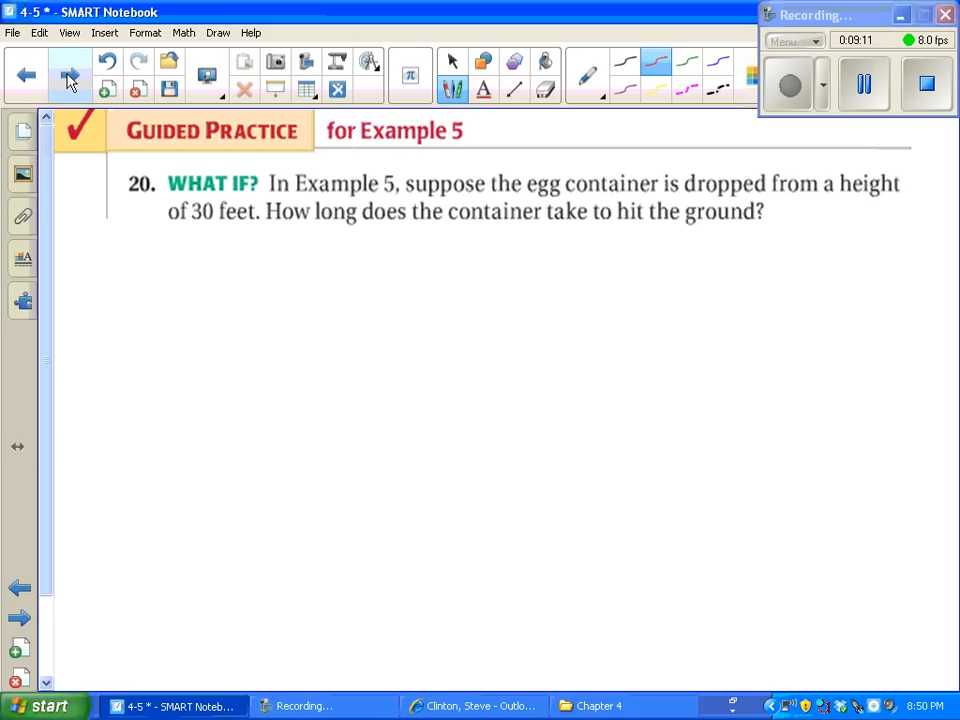 4-5 * - SMART Notebook
Recording...
File Edit View Insert Format Math Draw Help
Menu
00:09:11
8.0 fps
π
A
GUIDED PRACTICE for Example 5
20. WHAT IF? In Example 5, suppose the egg container is dropped from a height
of 30 feet. How long does the container take to hit the ground?
start
4-5 * - SMART Noteb...
Recording...
Clinton, Steve - Outlo...
Chapter 4
8:50 PM